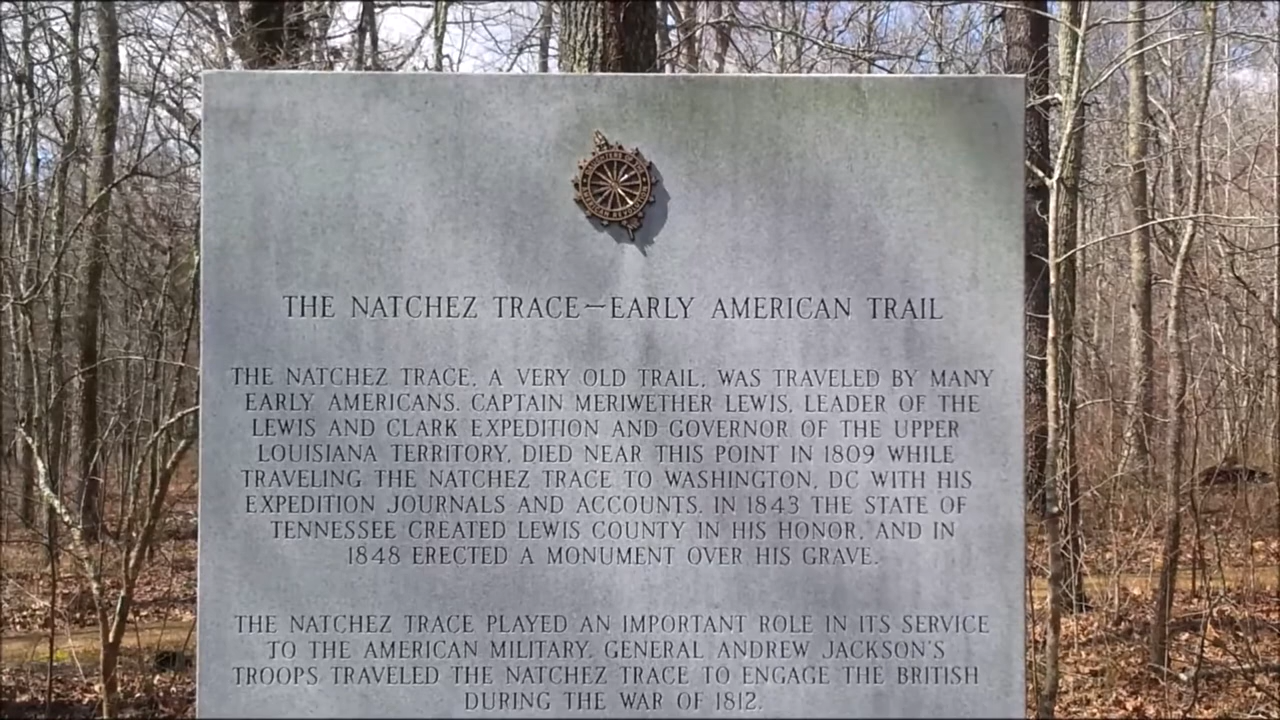 DAUGHTERS OF THE
AMERICAN REVOLUTION
THE NATCHEZ TRACE—EARLY AMERICAN TRAIL
THE NATCHEZ TRACE, A VERY OLD TRAIL, WAS TRAVELED BY MANY
EARLY AMERICANS. CAPTAIN MERIWETHER LEWIS, LEADER OF THE
LEWIS AND CLARK EXPEDITION AND GOVERNOR OF THE UPPER
LOUISIANA TERRITORY, DIED NEAR THIS POINT IN 1809 WHILE
TRAVELING THE NATCHEZ TRACE TO WASHINGTON, DC WITH HIS
EXPEDITION JOURNALS AND ACCOUNTS. IN 1843 THE STATE OF
TENNESSEE CREATED LEWIS COUNTY IN HIS HONOR, AND IN
1848 ERECTED A MONUMENT OVER HIS GRAVE.
THE NATCHEZ TRACE PLAYED AN IMPORTANT ROLE IN ITS SERVICE
TO THE AMERICAN MILITARY. GENERAL ANDREW JACKSON'S
TROOPS TRAVELED THE NATCHEZ TRACE TO ENGAGE THE BRITISH
DURING THE WAR OF 1812.